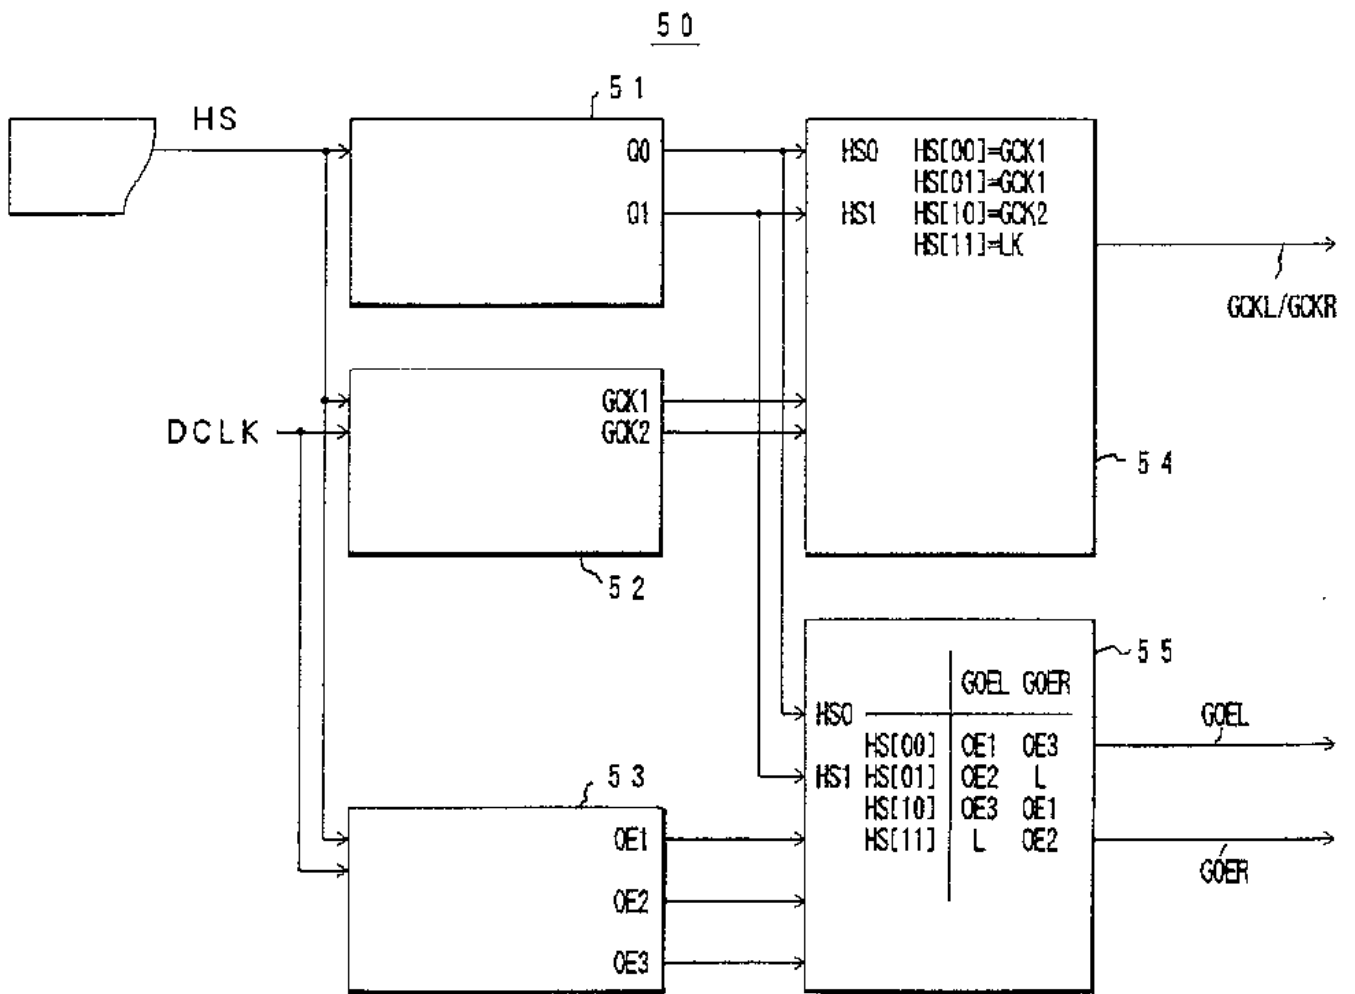 50
51
HS
Q0
Q1
HS0 HS[00]=GCK1
HS[01]=GCK1
HS1 HS[10]=GCK2
HS[11]=LK
GCKL/GCKR
DCLK
GCK1
GCK2
54
52
55
GOEL GOER
HS0
HS[00] OE1 OE3
HS1 HS[01] OE2 L
HS[10] OE3 OE1
HS[11] L OE2
GOEL
GOER
53
OE1
OE2
OE3